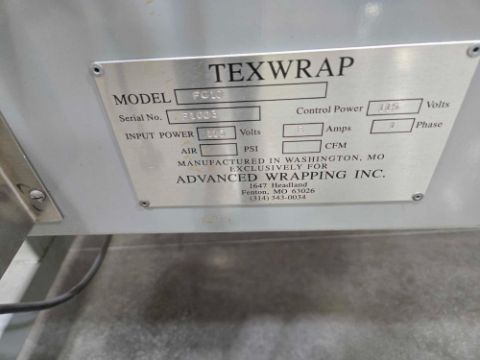 TEXWRAP
MODEL
Serial No. Control Power 115 Volts
INPUT POWER Volts Amps Phase
AIR PSI CFM
MANUFACTURED IN WASHINGTON, MO
EXCLUSIVELY FOR
ADVANCED WRAPPING INC.
1647 Headland
Fenton, MO 63026
(314) 343-0034